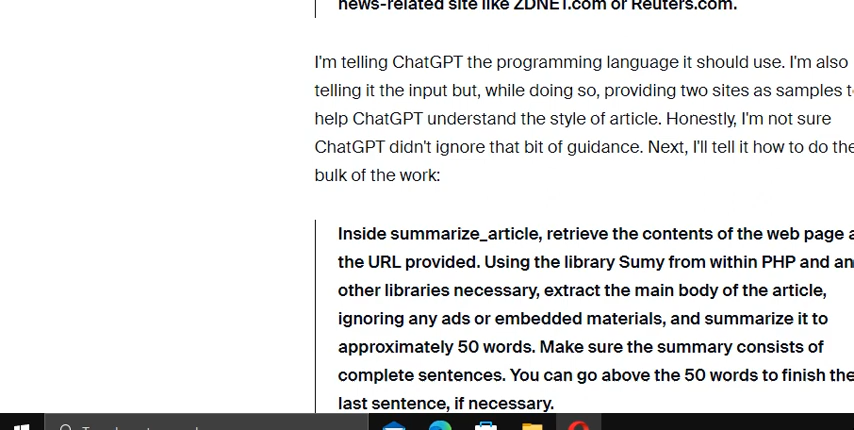 news-related site like ZDNET.com or Reuters.com.
I'm telling ChatGPT the programming language it should use. I'm also
telling it the input but, while doing so, providing two sites as samples t
help ChatGPT understand the style of article. Honestly, I'm not sure
ChatGPT didn't ignore that bit of guidance. Next, I'll tell it how to do the
bulk of the work:
Inside summarize_article, retrieve the contents of the web page a
the URL provided. Using the library Sumy from within PHP and an
other libraries necessary, extract the main body of the article,
ignoring any ads or embedded materials, and summarize it to
approximately 50 words. Make sure the summary consists of
complete sentences. You can go above the 50 words to finish the
last sentence, if necessary.